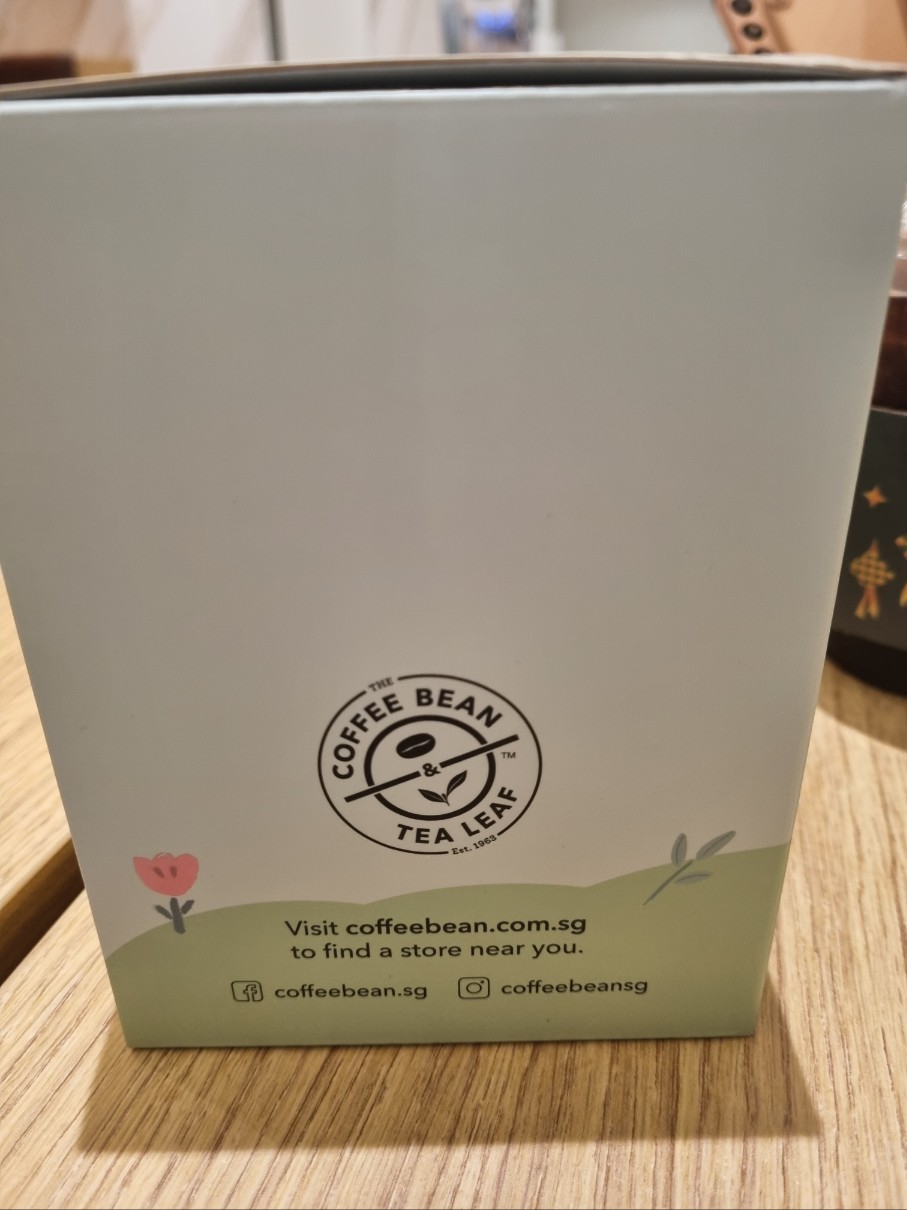 THE
COFFEE BEAN
&
TM
TEA LEAF
Est. 1963
Visit coffeebean.com.sg
to find a store near you.
coffeebean.sg coffeebeansg